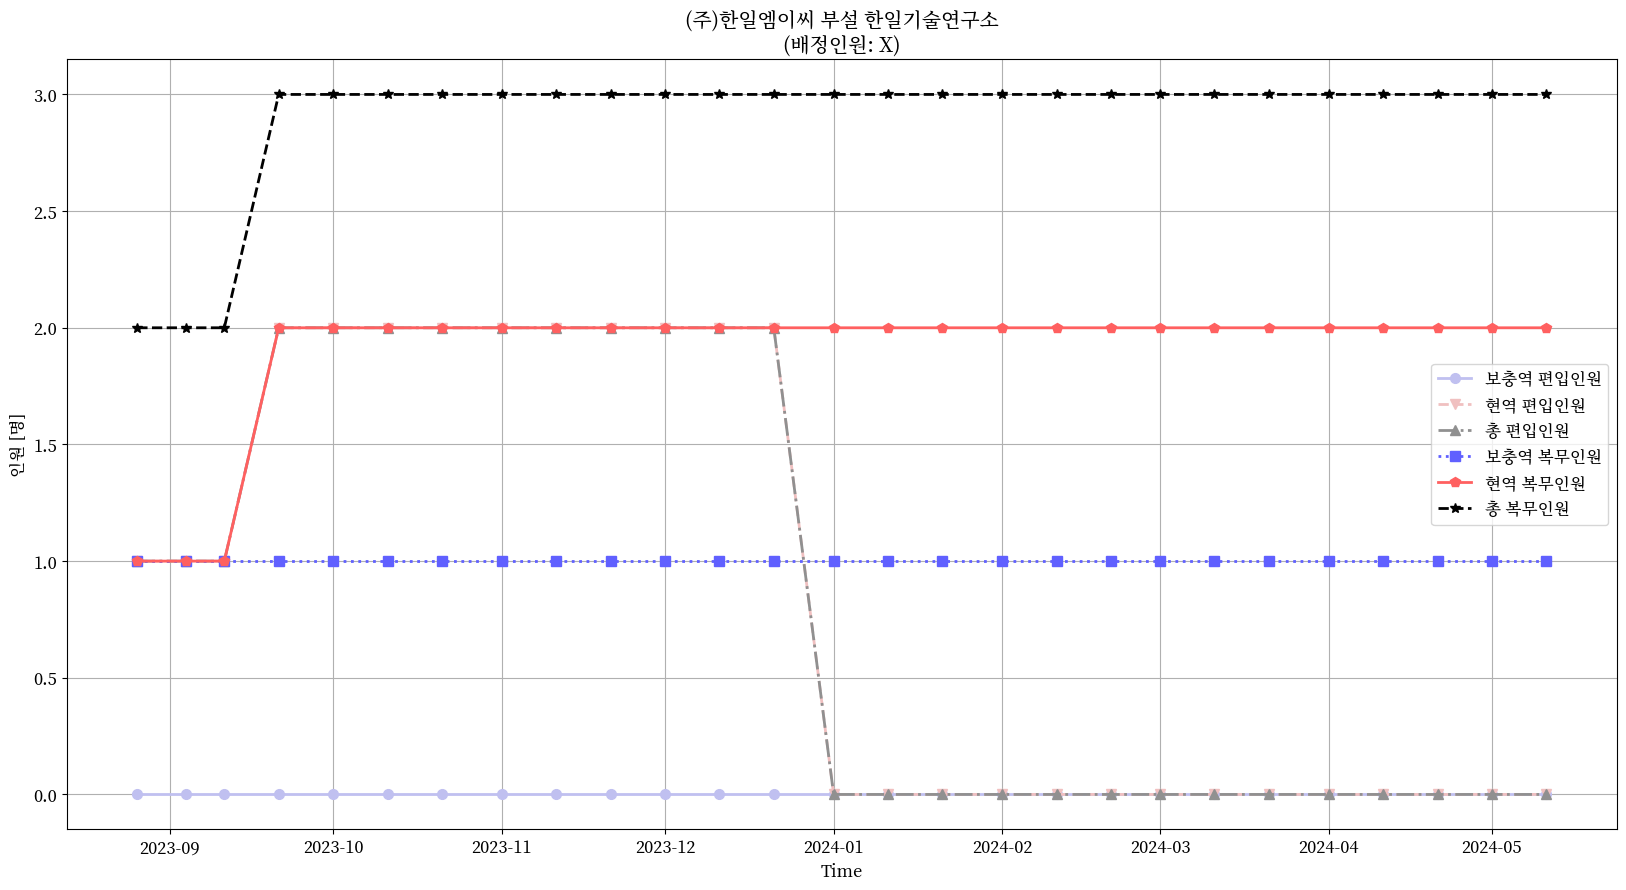 (주)한일엠이씨 부설 한일기술연구소
(배정인원: X)
인원 [명]
3.0
2.5
2.0
1.5
1.0
0.5
0.0
보충역 편입인원
현역 편입인원
총 편입인원
보충역 복무인원
현역 복무인원
총 복무인원
2023-09
2023-10
2023-11
2023-12
2024-01
2024-02
2024-03
2024-04
2024-05
Time